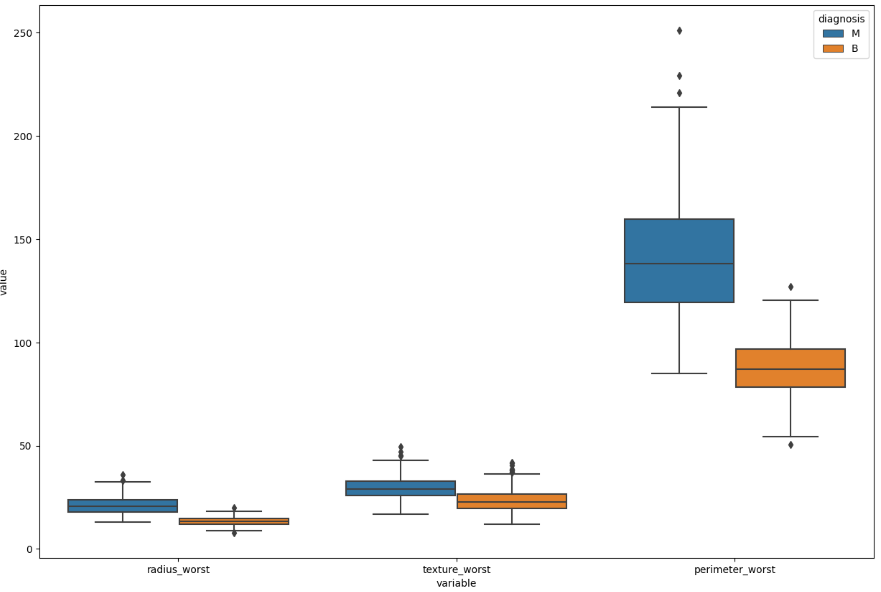 diagnosis
M
B
250
200
150
100
50
0
value
radius_worst
texture_worst
perimeter_worst
variable